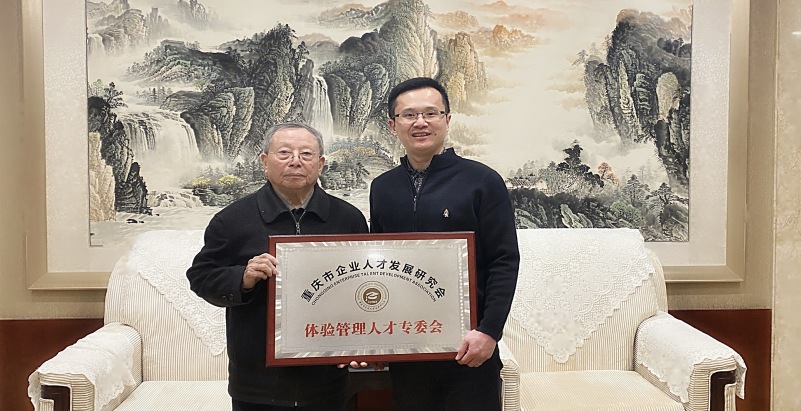 重庆市企业人才发展研究会
CHONGQING ENTERPRISE TALENT DEVELOPMENT ASSOCIATION
体验管理人才专委会